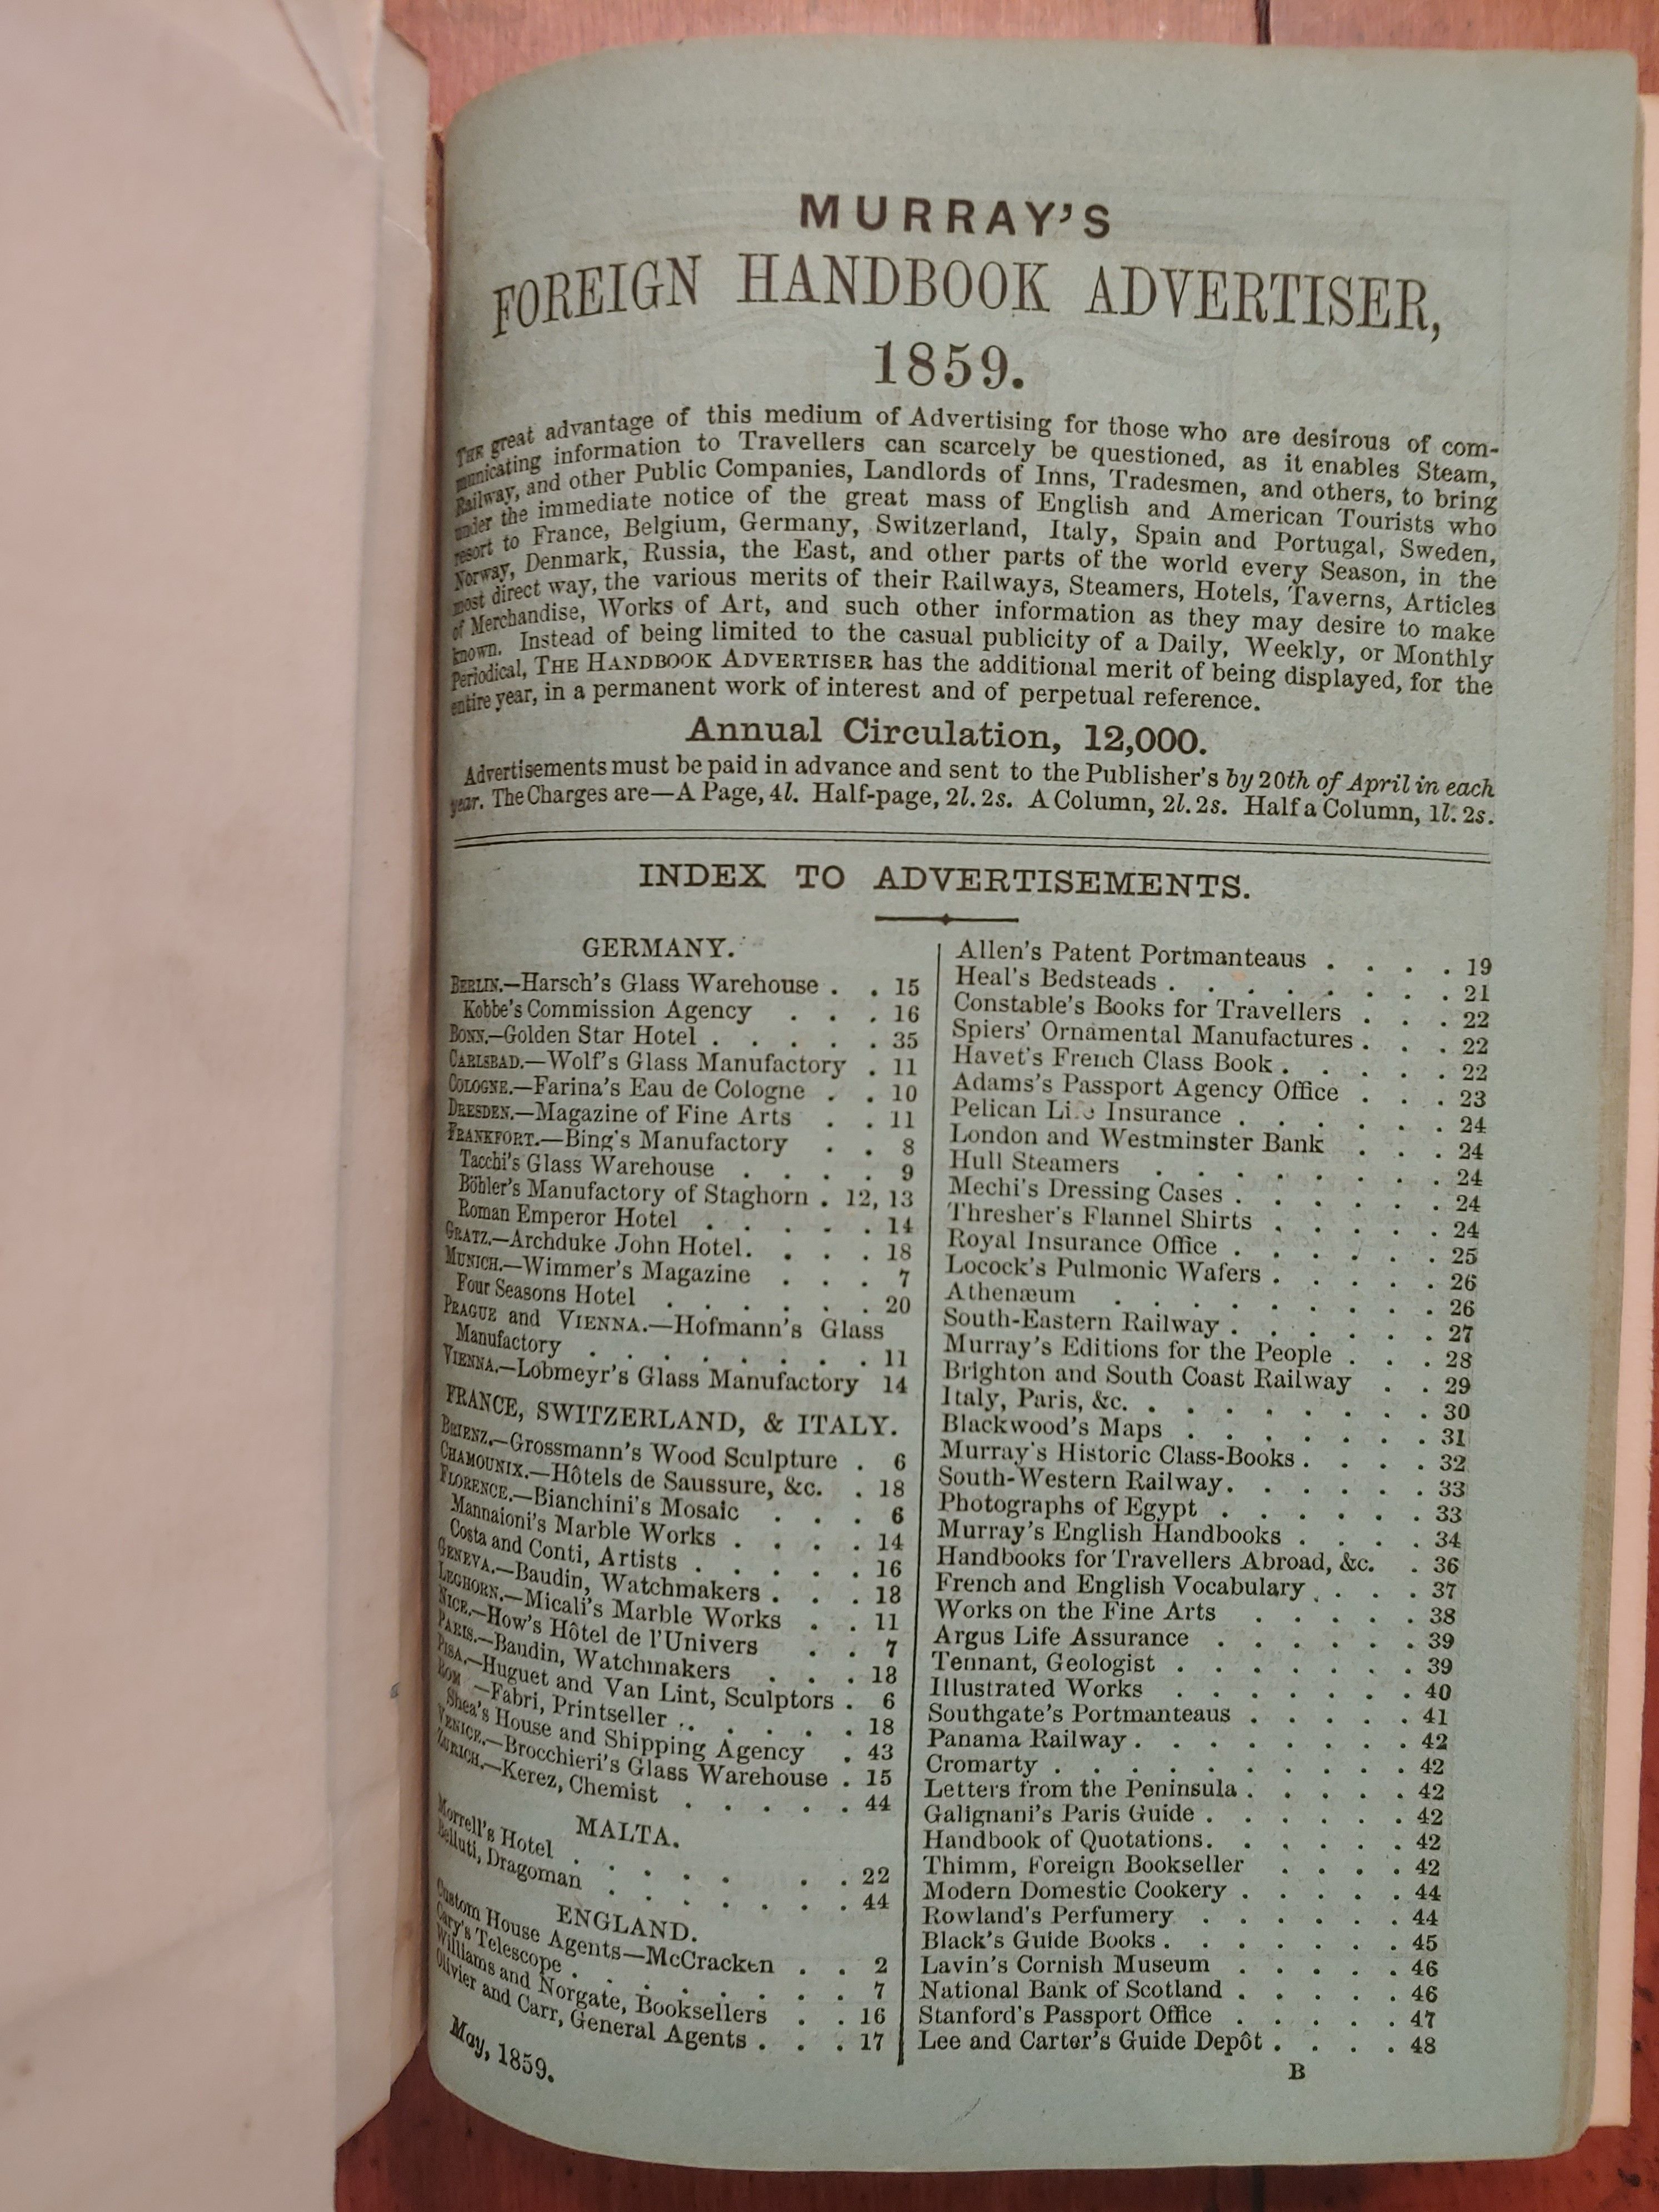 MURRAY'S
FOREIGN HANDBOOK ADVERTISER,
1859.
THE great advantage of this medium of Advertising for those who are desirous of com-
municating information to Travellers can scarcely be questioned, as it enables Steam,
Railway, and other Public Companies, Landlords of Inns, Tradesmen, and others, to bring
under the immediate notice of the great mass of English and American Tourists who
resort to France, Belgium, Germany, Switzerland, Italy, Spain and Portugal, Sweden,
Norway, Denmark, Russia, the East, and other parts of the world every Season, in the
most direct way, the various merits of their Railways, Steamers, Hotels, Taverns, Articles
of Merchandise, Works of Art, and such other information as they may desire to make
known. Instead of being limited to the casual publicity of a Daily, Weekly, or Monthly
Periodical, THE HANDBOOK ADVERTISER has the additional merit of being displayed, for the
entire year, in a permanent work of interest and of perpetual reference.
Annual Circulation, 12,000.
Advertisements must be paid in advance and sent to the Publisher's by 20th of April in each
year. The Charges are—A Page, 4l. Half-page, 2l. 2s. A Column, 2l. 2s. Half a Column, 1l. 2s.
INDEX TO ADVERTISEMENTS.
GERMANY.
BERLIN.—Harsch's Glass Warehouse . . 15
Kobbe's Commission Agency . . . 16
BONN.—Golden Star Hotel . . . . . 35
CARLSBAD.—Wolf's Glass Manufactory . 11
COLOGNE.—Farina's Eau de Cologne . . 10
DRESDEN.—Magazine of Fine Arts . . 11
FRANKFORT.—Bing's Manufactory . . 8
Tacchi's Glass Warehouse . . . . 9
Böhler's Manufactory of Staghorn . 12, 13
Roman Emperor Hotel . . . . . 14
GRATZ.—Archduke John Hotel. . . . 18
MUNICH.—Wimmer's Magazine . . . 7
Four Seasons Hotel . . . . . . 20
PRAGUE and VIENNA.—Hofmann's Glass
Manufactory . . . . . . . . 11
VIENNA.—Lobmeyr's Glass Manufactory 14
FRANCE, SWITZERLAND, & ITALY.
BRIENZ.—Grossmann's Wood Sculpture . 6
CHAMOUNIX.—Hôtels de Saussure, &c. . 18
FLORENCE.—Bianchini's Mosaic . . . 6
Mannaioni's Marble Works . . . . 14
Costa and Conti, Artists . . . . . 16
GENEVA.—Baudin, Watchmakers . . . 18
LEGHORN.—Micali's Marble Works . . 11
NICE.—How's Hôtel de l'Univers . . 7
PARIS.—Baudin, Watchmakers . . . 18
PISA.—Huguet and Van Lint, Sculptors . 6
ROM —Fabri, Printseller . . . . . 18
Shea's House and Shipping Agency . 43
VENICE.—Brocchieri's Glass Warehouse . 15
ZURICH.—Kerez, Chemist . . . . . 44
MALTA.
Morrell's Hotel . . . . . . . 22
Belluti, Dragoman . . . . . . 44
ENGLAND.
Custom House Agents—McCracken . . 2
Cary's Telescope . . . . . . . . 7
Williams and Norgate, Booksellers . . 16
Olivier and Carr, General Agents . . . 17
May, 1859.
Allen's Patent Portmanteaus . . . . 19
Heal's Bedsteads . . . . . . . . 21
Constable's Books for Travellers . . . 22
Spiers' Ornamental Manufactures . . . 22
Havet's French Class Book . . . . . 22
Adams's Passport Agency Office . . . 23
Pelican Life Insurance . . . . . . 24
London and Westminster Bank . . . 24
Hull Steamers . . . . . . . 24
Mechi's Dressing Cases . . . . . . 24
Thresher's Flannel Shirts . . . . . 24
Royal Insurance Office . . . . . . 25
Locock's Pulmonic Wafers . . . . . 26
Athenæum . . . . . . . . . 26
South-Eastern Railway . . . . . . 27
Murray's Editions for the People . . . 28
Brighton and South Coast Railway . . 29
Italy, Paris, &c. . . . . . . . . 30
Blackwood's Maps . . . . . . . 31
Murray's Historic Class-Books . . . . 32
South-Western Railway. . . . . . 33
Photographs of Egypt . . . . . . 33
Murray's English Handbooks . . . . 34
Handbooks for Travellers Abroad, &c. . 36
French and English Vocabulary . . . 37
Works on the Fine Arts . . . . . 38
Argus Life Assurance . . . . . . 39
Tennant, Geologist . . . . . . . 39
Illustrated Works . . . . . . . 40
Southgate's Portmanteaus . . . . . 41
Panama Railway . . . . . . . . 42
Cromarty . . . . . . . . . . 42
Letters from the Peninsula . . . . . 42
Galignani's Paris Guide . . . . . . 42
Handbook of Quotations. . . . . . 42
Thimm, Foreign Bookseller . . . . 42
Modern Domestic Cookery . . . . . 44
Rowland's Perfumery . . . . . . 44
Black's Guide Books . . . . . . . 45
Lavin's Cornish Museum . . . . . 46
National Bank of Scotland . . . . . 46
Stanford's Passport Office . . . . . 47
Lee and Carter's Guide Depôt . . . . 48
B